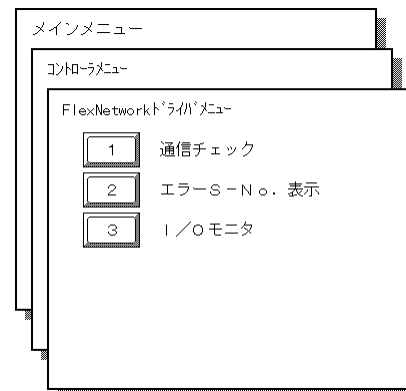 メインメニュー
ｺﾝﾄﾛｰﾗﾒﾆｭｰ
FlexNetworkﾄﾞﾗｲﾊﾞﾒﾆｭｰ
1 通信チェック
2 エラーＳ－Ｎｏ．表示
3 Ｉ／Ｏモニタ